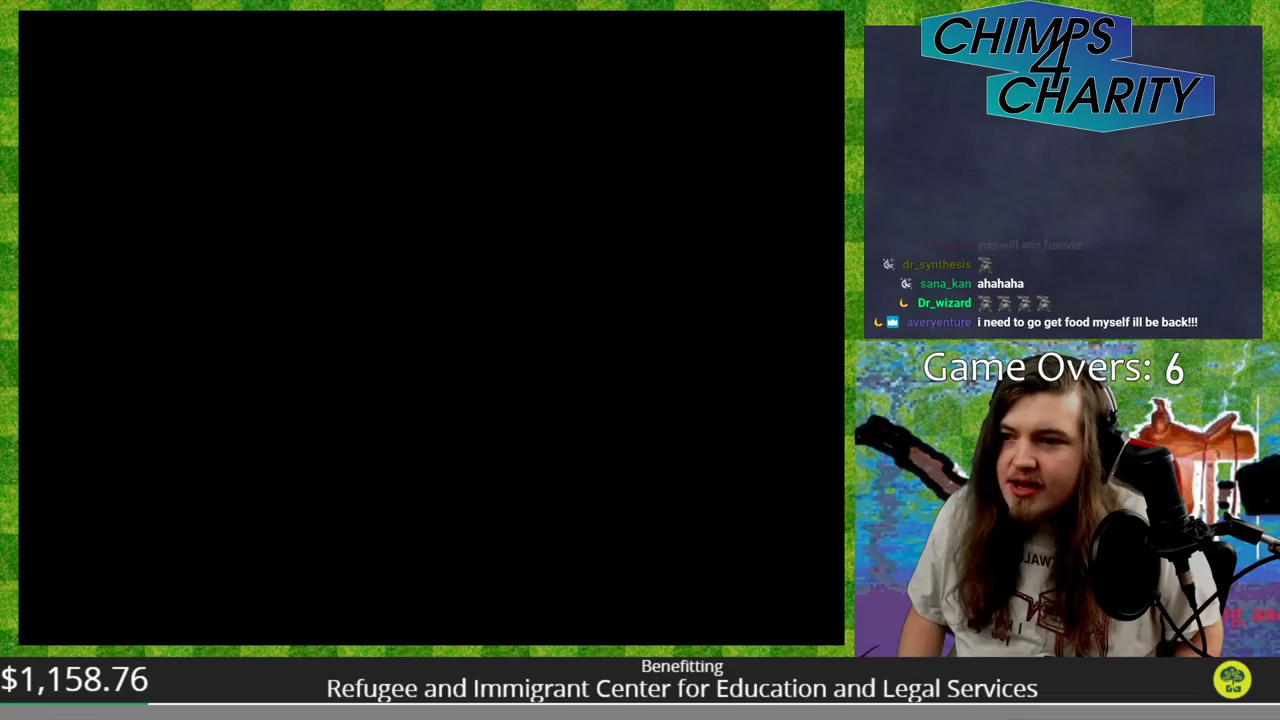 CHIMPS
4
CHARITY
you will win forever
dr_synthesis
sana_kan ahahaha
Dr_wizard
averyenture i need to go get food myself ill be back!!!
Game Overs: 6
$1,158.76
Benefitting
Refugee and Immigrant Center for Education and Legal Services